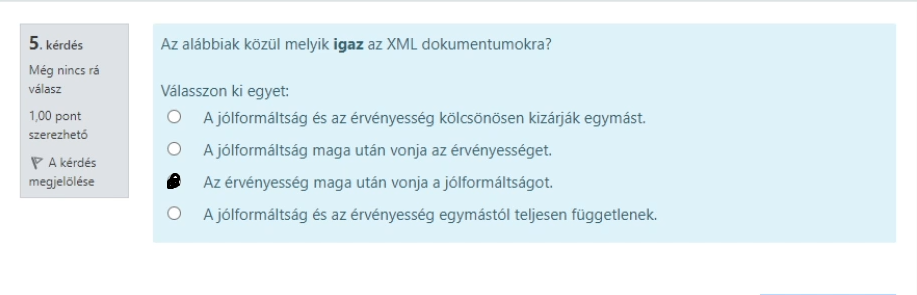 5. kérdés
Még nincs rá
válasz
1,00 pont
szerezhető
A kérdés
megjelölése
Az alábbiak közül melyik igaz az XML dokumentumokra?
Válasszon ki egyet:
A jólformáltság és az érvényesség kölcsönösen kizárják egymást.
A jólformáltság maga után vonja az érvényességet.
Az érvényesség maga után vonja a jólformáltságot.
A jólformáltság és az érvényesség egymástól teljesen függetlenek.